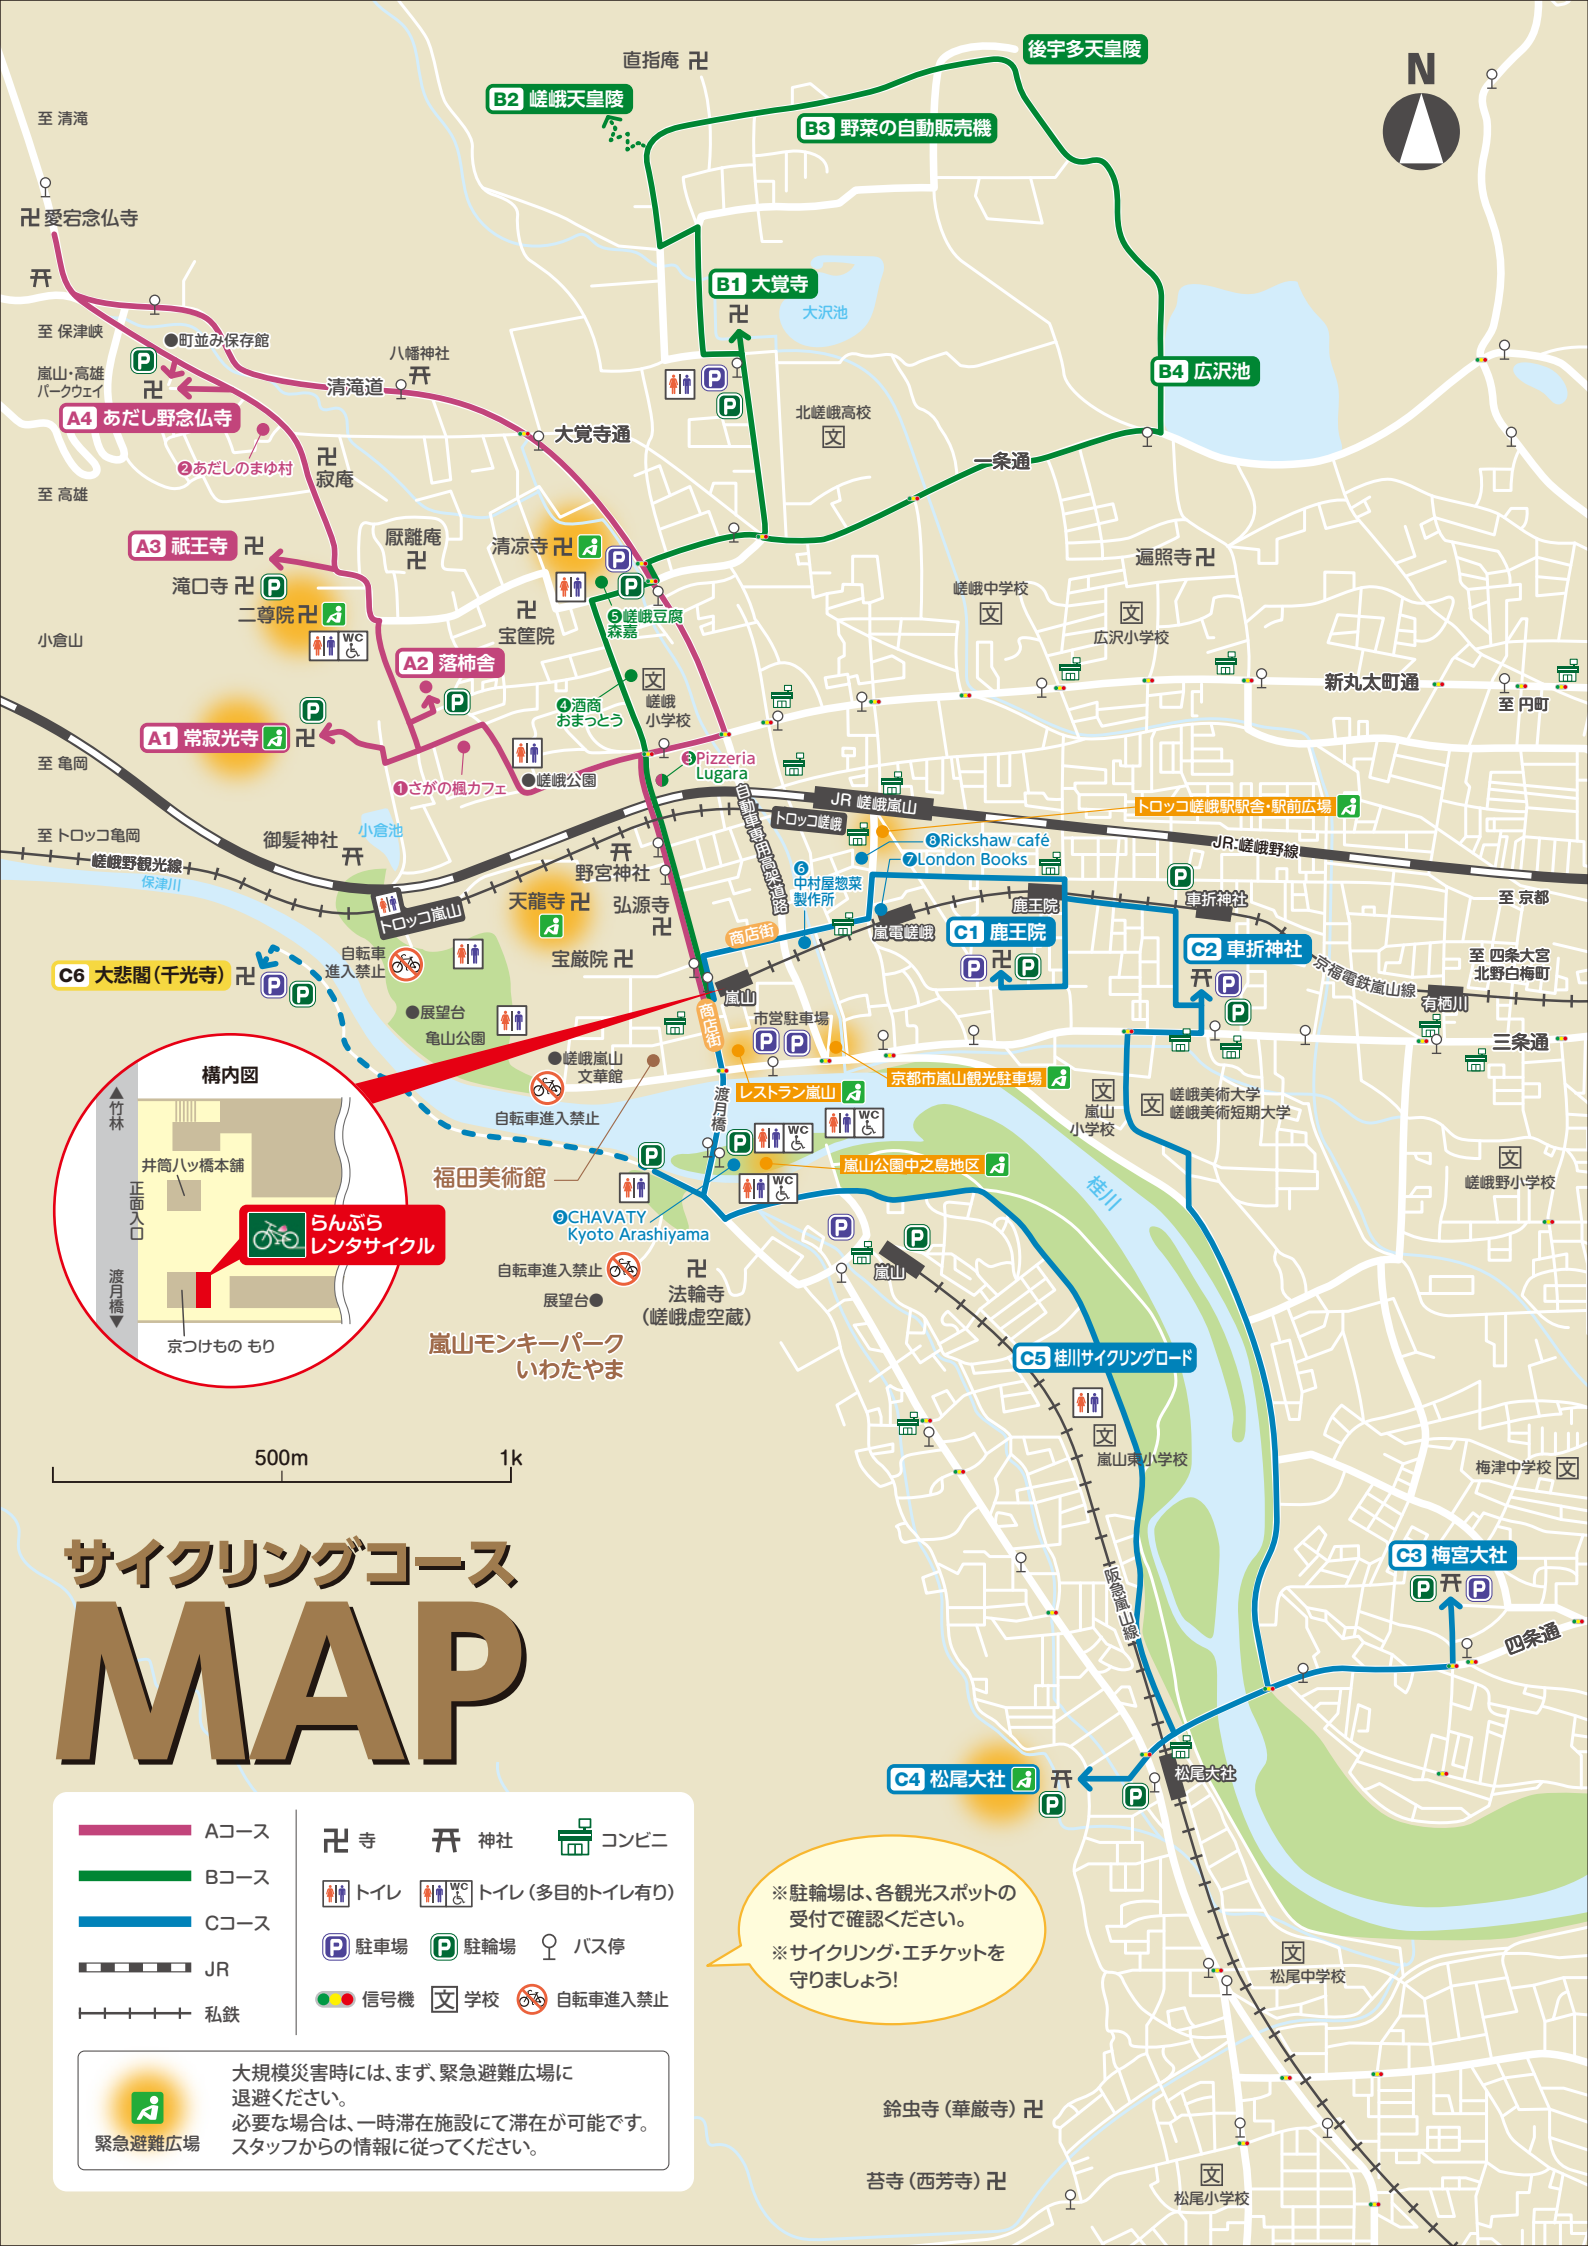 直指庵
後宇多天皇陵
N
B2 嵯峨天皇陵
B3 野菜の自動販売機
至 清滝
愛宕念仏寺
B1 大覚寺
大沢池
至 保津峡
町並み保存館
八幡神社
嵐山・高雄
パークウェイ
清滝道
B4 広沢池
A4 あだし野念仏寺
北嵯峨高校
文
大覚寺通
一条通
❷あだしのまゆ村
寂庵
至 高雄
A3 祇王寺
厭離庵
清凉寺
P
遍照寺
滝口寺
二尊院
WC
嵯峨中学校
文
広沢小学校
文
宝筐院
❺嵯峨豆腐
森嘉
小倉山
A2 落柿舎
新丸太町通
至 円町
❹酒商
おまっとう
文
嵯峨
小学校
A1 常寂光寺
至 亀岡
❶さがの楓カフェ
嵯峨公園
❸Pizzeria
Lugara
自動車専用高架道路
JR 嵯峨嵐山
トロッコ嵯峨
トロッコ嵯峨駅駅舎・駅前広場
JR嵯峨野線
至 トロッコ亀岡
御髪神社
小倉池
嵯峨野観光線
保津川
野宮神社
❽Rickshaw café
❼London Books
❻
中村屋惣菜
製作所
天龍寺
弘源寺
トロッコ嵐山
鹿王院
車折神社
至 京都
商店街
嵐電嵯峨
C1 鹿王院
C2 車折神社
宝厳院
自転車
進入禁止
C6 大悲閣(千光寺)
至 四条大宮
北野白梅町
京福電鉄嵐山線
有栖川
嵐山
展望台
亀山公園
商店街
市営駐車場
三条通
嵯峨嵐山
文華館
レストラン嵐山
京都市嵐山観光駐車場
自転車進入禁止
渡月橋
WC
WC
文
嵐山
小学校
文
嵯峨美術大学
嵯峨美術短期大学
構内図
▲竹林
井筒八ッ橋本舗
正面入口
らんぶら
レンタサイクル
渡月橋▼
京つけもの もり
福田美術館
嵐山公園中之島地区
WC
文
嵯峨野小学校
桂川
❾CHAVATY
Kyoto Arashiyama
嵐山
自転車進入禁止
展望台
法輪寺
(嵯峨虚空蔵)
嵐山モンキーパーク
いわたやま
C5 桂川サイクリングロード
文
嵐山東小学校
500m
1k
梅津中学校 文
サイクリングコース
MAP
C3 梅宮大社
四条通
阪急嵐山線
C4 松尾大社
松尾大社
Aコース
Bコース
Cコース
JR
私鉄
寺
神社
コンビニ
トイレ
WC
トイレ(多目的トイレ有り)
P 駐車場
P 駐輪場
バス停
信号機
文 学校
自転車進入禁止
緊急避難広場
大規模災害時には、まず、緊急避難広場に
退避ください。
必要な場合は、一時滞在施設にて滞在が可能です。
スタッフからの情報に従ってください。
※駐輪場は、各観光スポットの
受付で確認ください。
※サイクリング・エチケットを
守りましょう!
文
松尾中学校
鈴虫寺(華厳寺)
苔寺(西芳寺)
文
松尾小学校